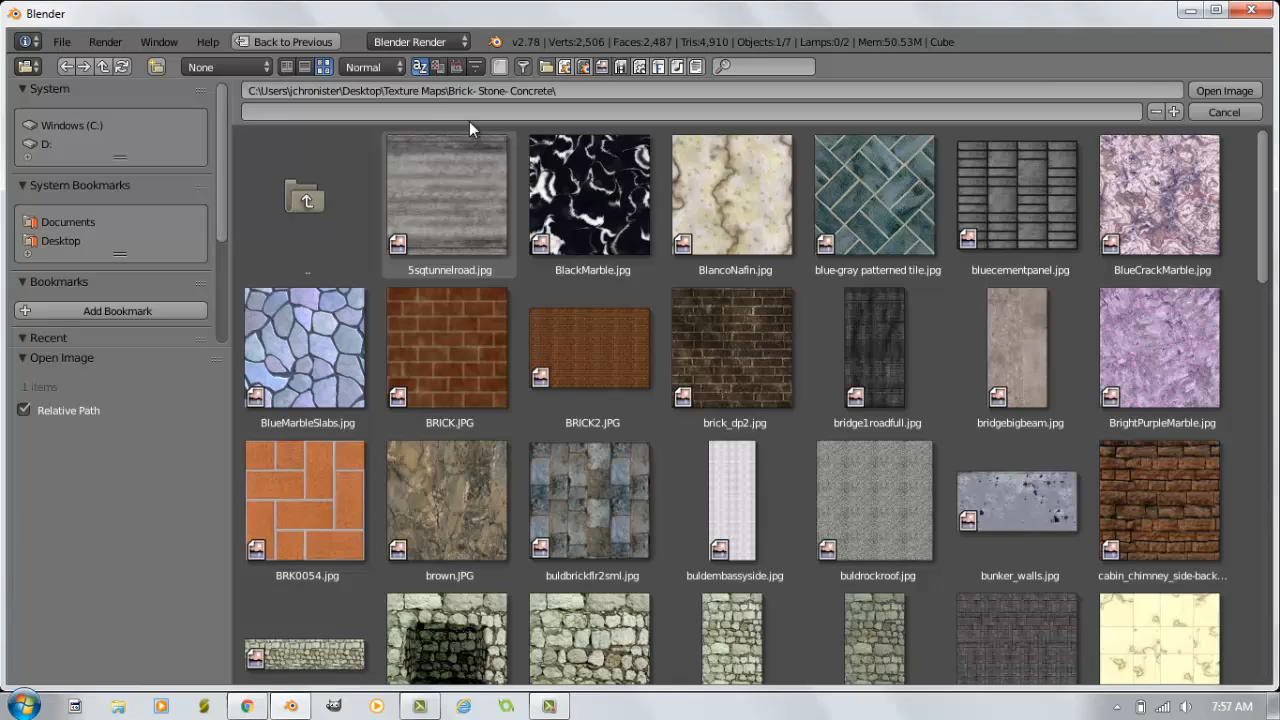 Blender
File Render Window Help Back to Previous Blender Render v2.78 | Verts:2,506 | Faces:2,487 | Tris:4,910 | Objects:1/7 | Lamps:0/2 | Mem:50.53M | Cube
None Normal az F
System
C:\Users\jchronister\Desktop\Texture Maps\Brick- Stone- Concrete\ Open Image
Cancel
Windows (C:)
D:
System Bookmarks
Documents
Desktop
Bookmarks
Add Bookmark
Recent
Open Image
1 items
Relative Path
.. 5sqtunnelroad.jpg BlackMarble.jpg BlancoNafin.jpg blue-gray patterned tile.jpg bluecementpanel.jpg BlueCrackMarble.jpg
BlueMarbleSlabs.jpg BRICK.JPG BRICK2.JPG brick_dp2.jpg bridge1roadfull.jpg bridgebigbeam.jpg BrightPurpleMarble.jpg
BRK0054.jpg brown.JPG buldbrickflr2sml.jpg buldembassyside.jpg buldrockroof.jpg bunker_walls.jpg cabin_chimney_side-back...
7:57 AM